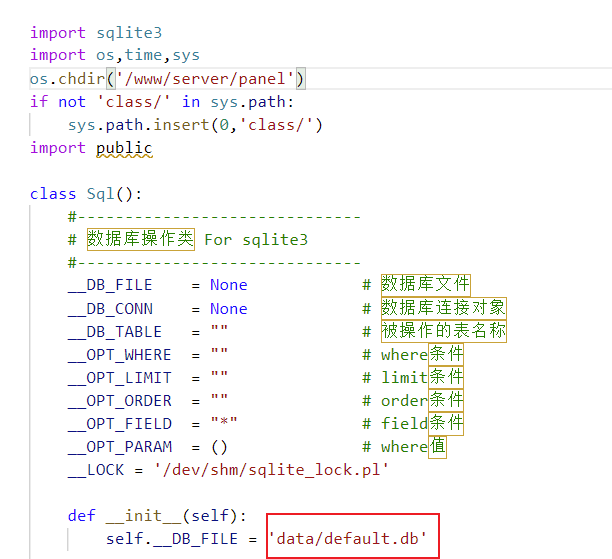 import sqlite3
import os,time,sys
os.chdir('/www/server/panel')
if not 'class/' in sys.path:
    sys.path.insert(0,'class/')
import public
class Sql():
    #------------------------------
    # 数据库操作类 For sqlite3
    #------------------------------
    __DB_FILE    = None            # 数据库文件
    __DB_CONN    = None            # 数据库连接对象
    __DB_TABLE   = ""              # 被操作的表名称
    __OPT_WHERE  = ""              # where条件
    __OPT_LIMIT  = ""              # limit条件
    __OPT_ORDER  = ""              # order条件
    __OPT_FIELD  = "*"             # field条件
    __OPT_PARAM  = ()              # where值
    __LOCK = '/dev/shm/sqlite_lock.pl'
    def __init__(self):
        self.__DB_FILE = 'data/default.db'